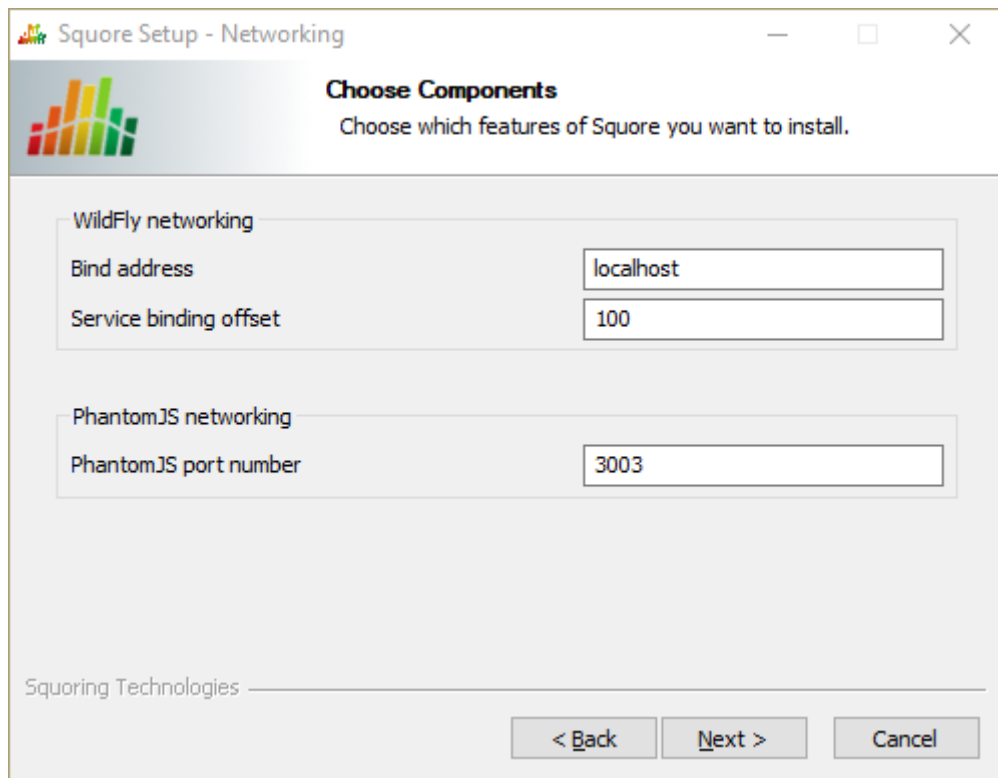 Squore Setup - Networking
Choose Components
Choose which features of Squore you want to install.
WildFly networking
Bind address
localhost
Service binding offset
100
PhantomJS networking
PhantomJS port number
3003
Squoring Technologies
< Back
Next >
Cancel